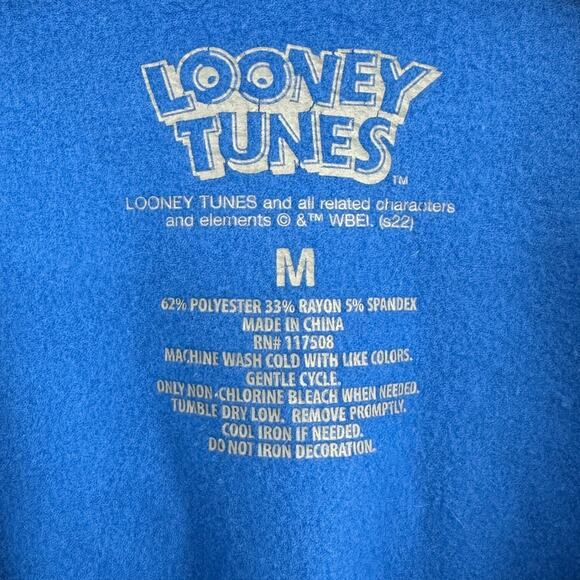 LOONEY
TUNES™
LOONEY TUNES and all related characters
and elements © &™ WBEI. (s22)
M
62% POLYESTER 33% RAYON 5% SPANDEX
MADE IN CHINA
RN# 117508
MACHINE WASH COLD WITH LIKE COLORS.
GENTLE CYCLE.
ONLY NON-CHLORINE BLEACH WHEN NEEDED.
TUMBLE DRY LOW. REMOVE PROMPTLY.
COOL IRON IF NEEDED.
DO NOT IRON DECORATION.